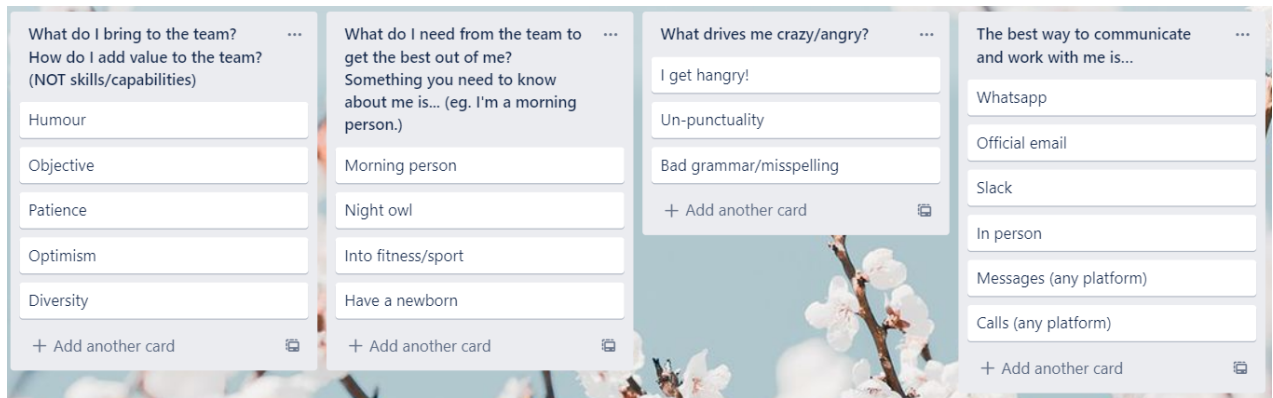 What do I bring to the team?
How do I add value to the team?
(NOT skills/capabilities)
Humour
Objective
Patience
Optimism
Diversity
+ Add another card
What do I need from the team to
get the best out of me?
Something you need to know
about me is... (eg. I'm a morning
person.)
Morning person
Night owl
Into fitness/sport
Have a newborn
+ Add another card
What drives me crazy/angry?
I get hangry!
Un-punctuality
Bad grammar/misspelling
+ Add another card
The best way to communicate
and work with me is...
Whatsapp
Official email
Slack
In person
Messages (any platform)
Calls (any platform)
+ Add another card